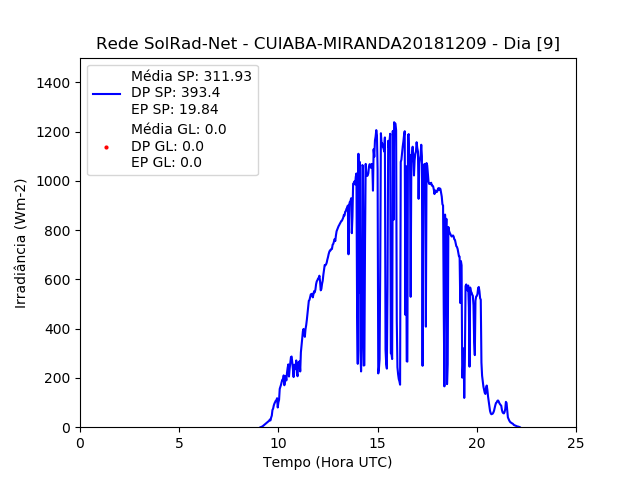 Rede SolRad-Net - CUIABA-MIRANDA20181209 - Dia [9]
Média SP: 311.93
DP SP: 393.4
EP SP: 19.84
Média GL: 0.0
DP GL: 0.0
EP GL: 0.0
Irradiância (Wm-2)
1400
1200
1000
800
600
400
200
0
0 5 10 15 20 25
Tempo (Hora UTC)